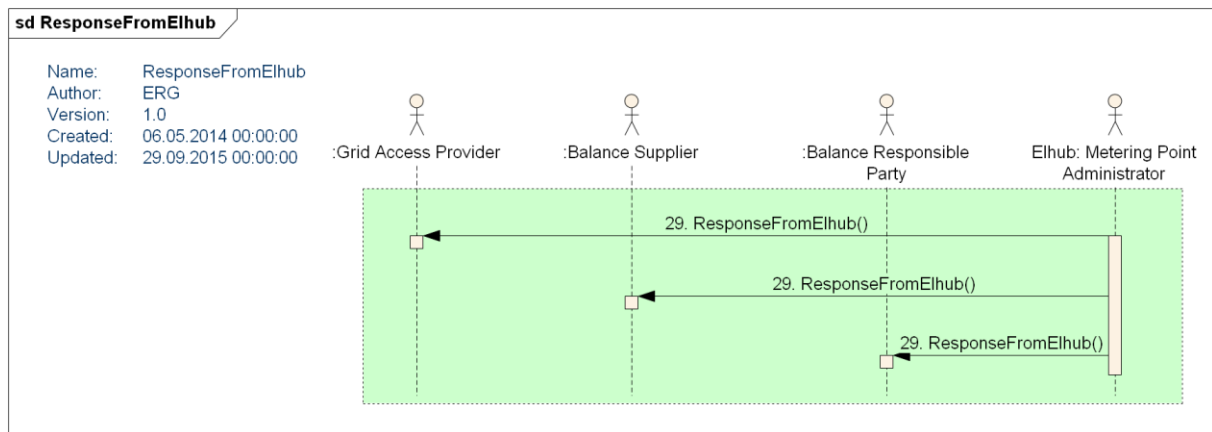 sd ResponseFromElhub
Name: ResponseFromElhub
Author: ERG
Version: 1.0
Created: 06.05.2014 00:00:00
Updated: 29.09.2015 00:00:00
:Grid Access Provider
:Balance Supplier
:Balance Responsible
Party
Elhub: Metering Point
Administrator
29. ResponseFromElhub()
29. ResponseFromElhub()
29. ResponseFromElhub()